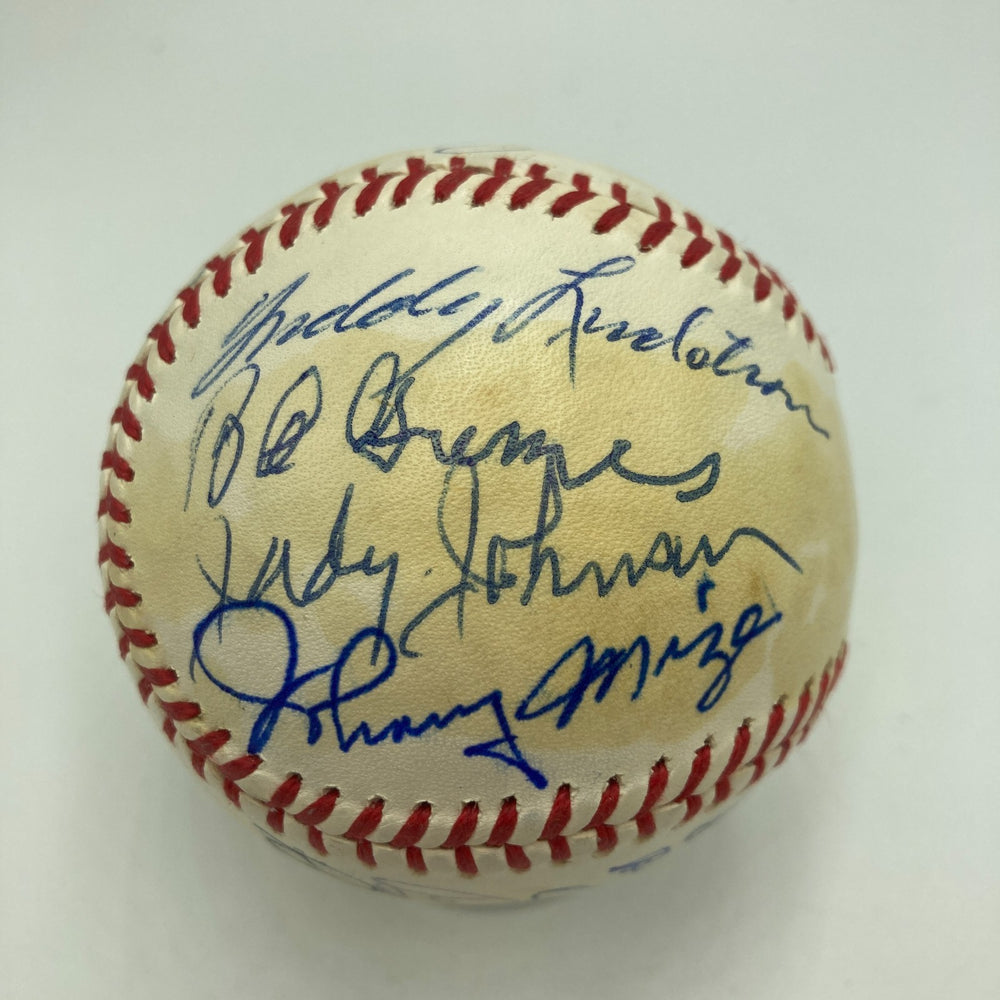 Freddy Lindstrom
B A Grimes
Judy Johnson
Johnny Mize